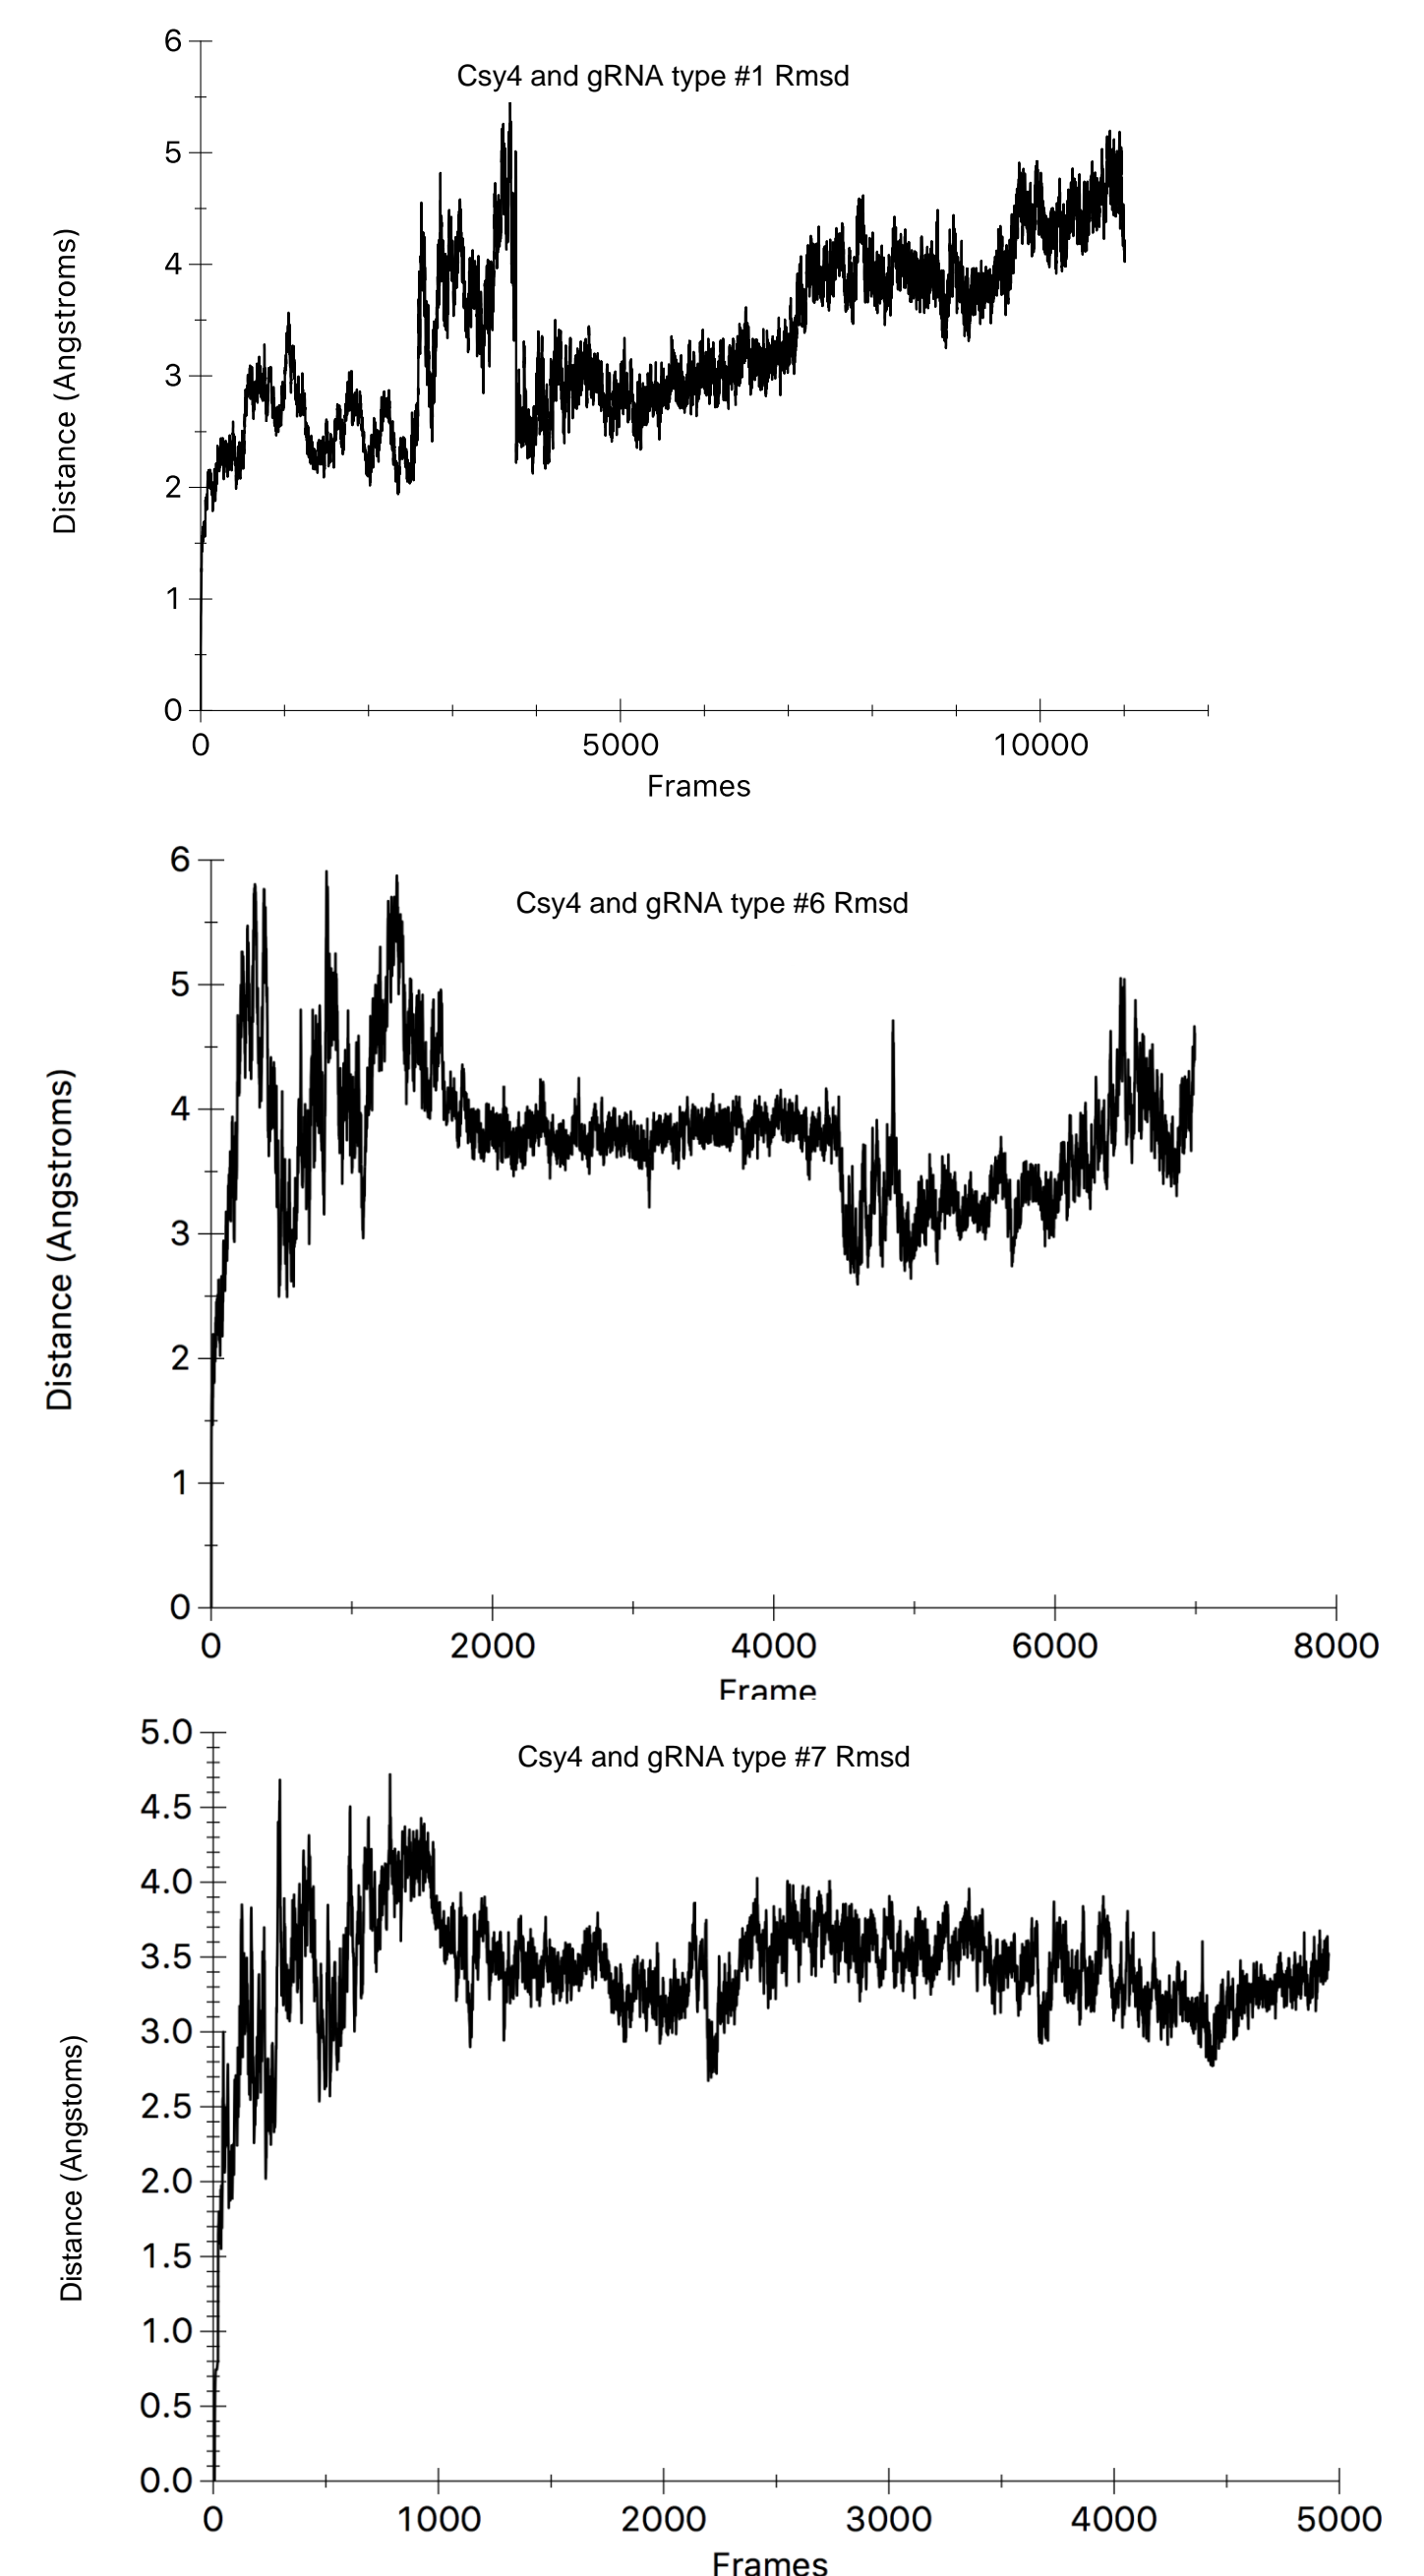 6
Csy4 and gRNA type #1 Rmsd
5
4
3
2
1
0
Distance (Angstroms)
0 5000 10000
Frames
6
Csy4 and gRNA type #6 Rmsd
5
4
3
2
1
0
Distance (Angstroms)
0 2000 4000 6000 8000
Frame
5.0
Csy4 and gRNA type #7 Rmsd
4.5
4.0
3.5
3.0
2.5
2.0
1.5
1.0
0.5
0.0
Distance (Angstoms)
0 1000 2000 3000 4000 5000
Frames